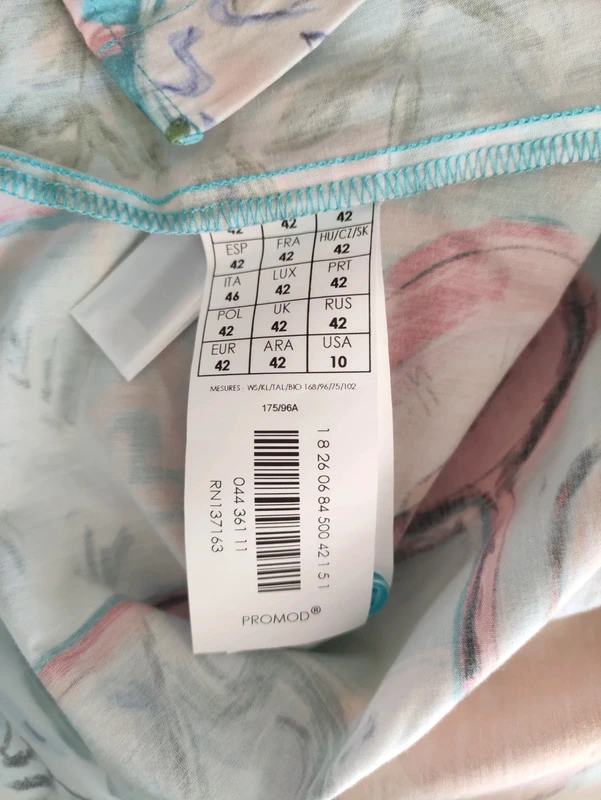 42 42 42
ESP FRA HU/CZ/SK
42 42 42
ITA LUX PRT
46 42 42
POL UK RUS
42 42 42
EUR ARA USA
42 42 10
MESURES - WS/KL/TAL/BIO 168/96/75/102
175/96A
1 8 26 06 84 500 42 1 5 1
044 361 11
RN137163
PROMOD®